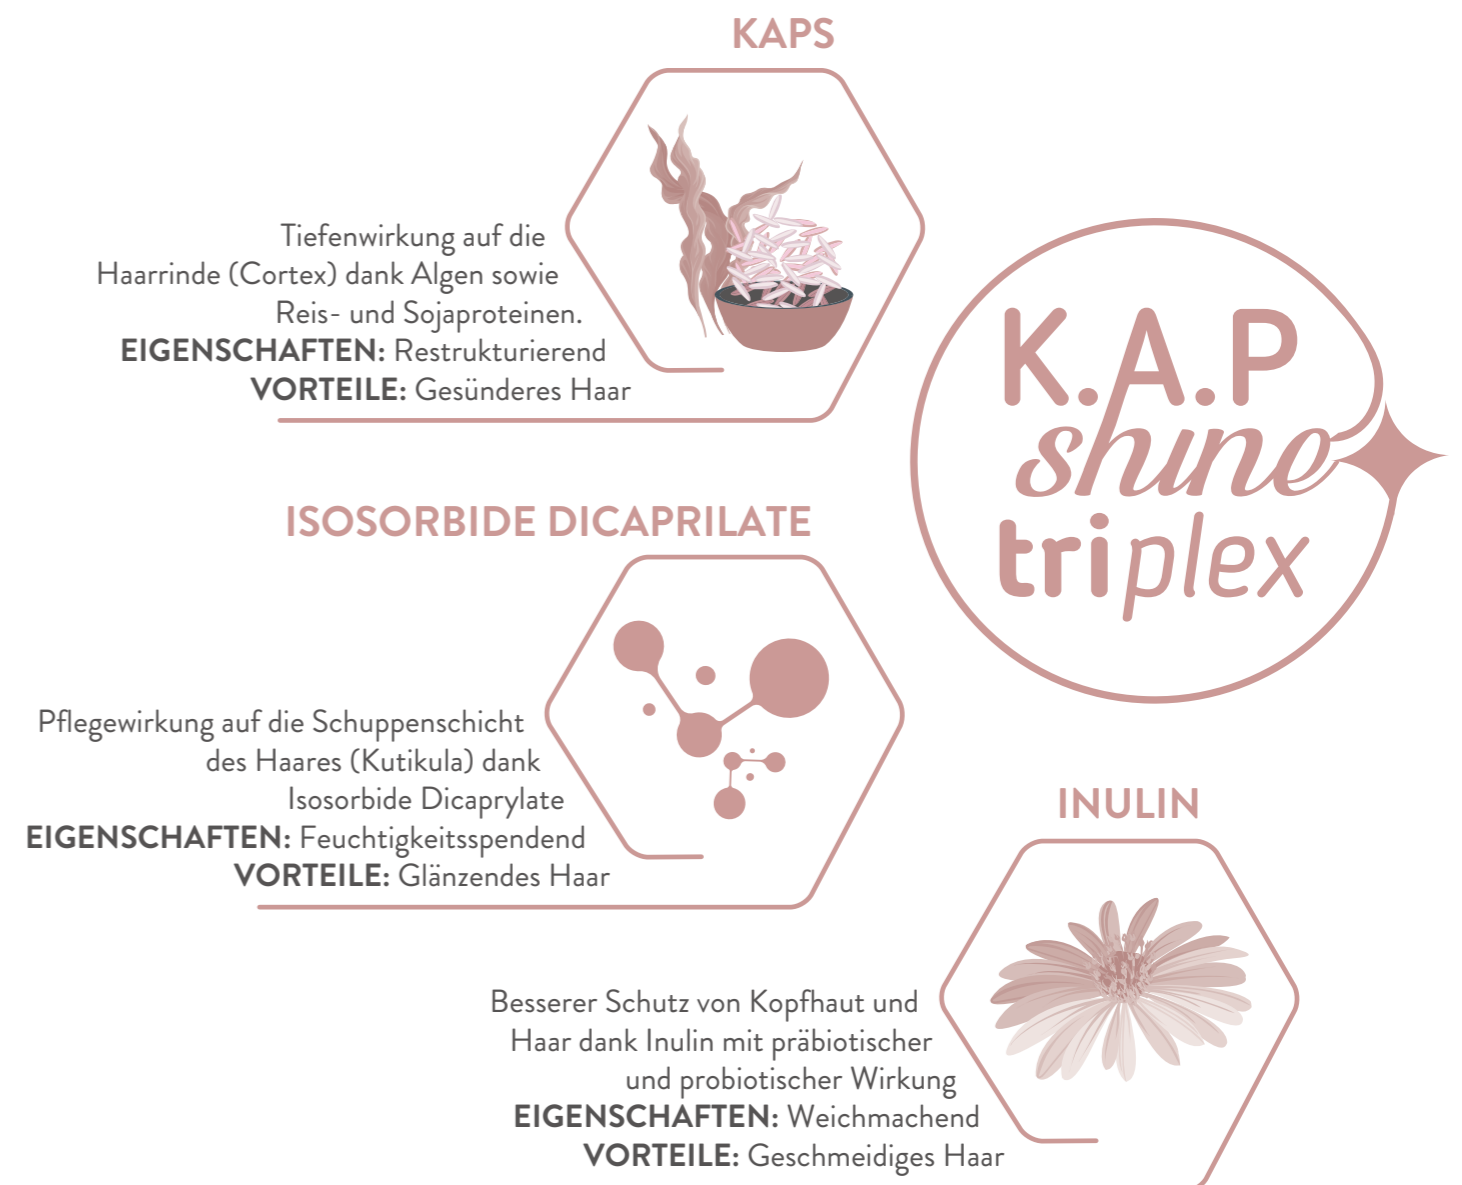 KAPS
Tiefenwirkung auf die
Haarrinde (Cortex) dank Algen sowie
Reis- und Sojaproteinen.
EIGENSCHAFTEN: Restrukturierend
VORTEILE: Gesünderes Haar
K.A.P
shine
triplex
ISOSORBIDE DICAPRILATE
Pflegewirkung auf die Schuppenschicht
des Haares (Kutikula) dank
Isosorbide Dicaprylate
EIGENSCHAFTEN: Feuchtigkeitsspendend
VORTEILE: Glänzendes Haar
INULIN
Besserer Schutz von Kopfhaut und
Haar dank Inulin mit präbiotischer
und probiotischer Wirkung
EIGENSCHAFTEN: Weichmachend
VORTEILE: Geschmeidiges Haar